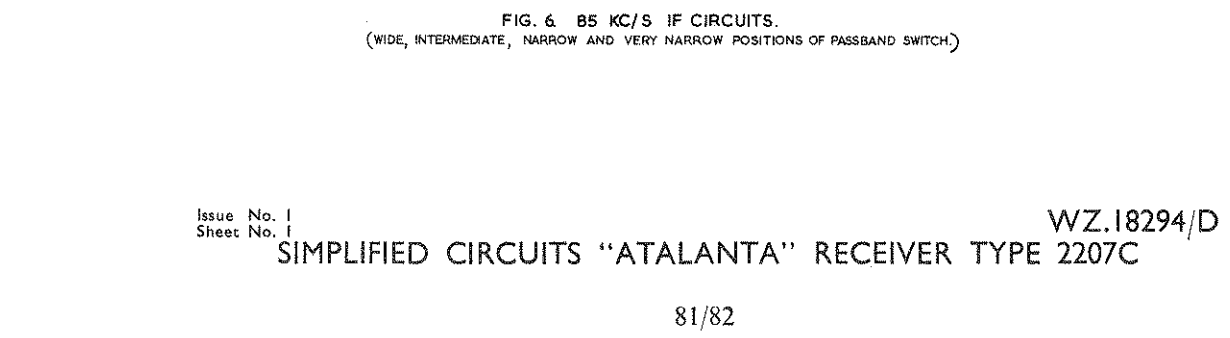 FIG. 6. 85 KC/S IF CIRCUITS.
(WIDE, INTERMEDIATE, NARROW AND VERY NARROW POSITIONS OF PASSBAND SWITCH.)
Issue No. 1
Sheet No. 1
WZ.18294/D
SIMPLIFIED CIRCUITS “ATALANTA” RECEIVER TYPE 2207C
81/82